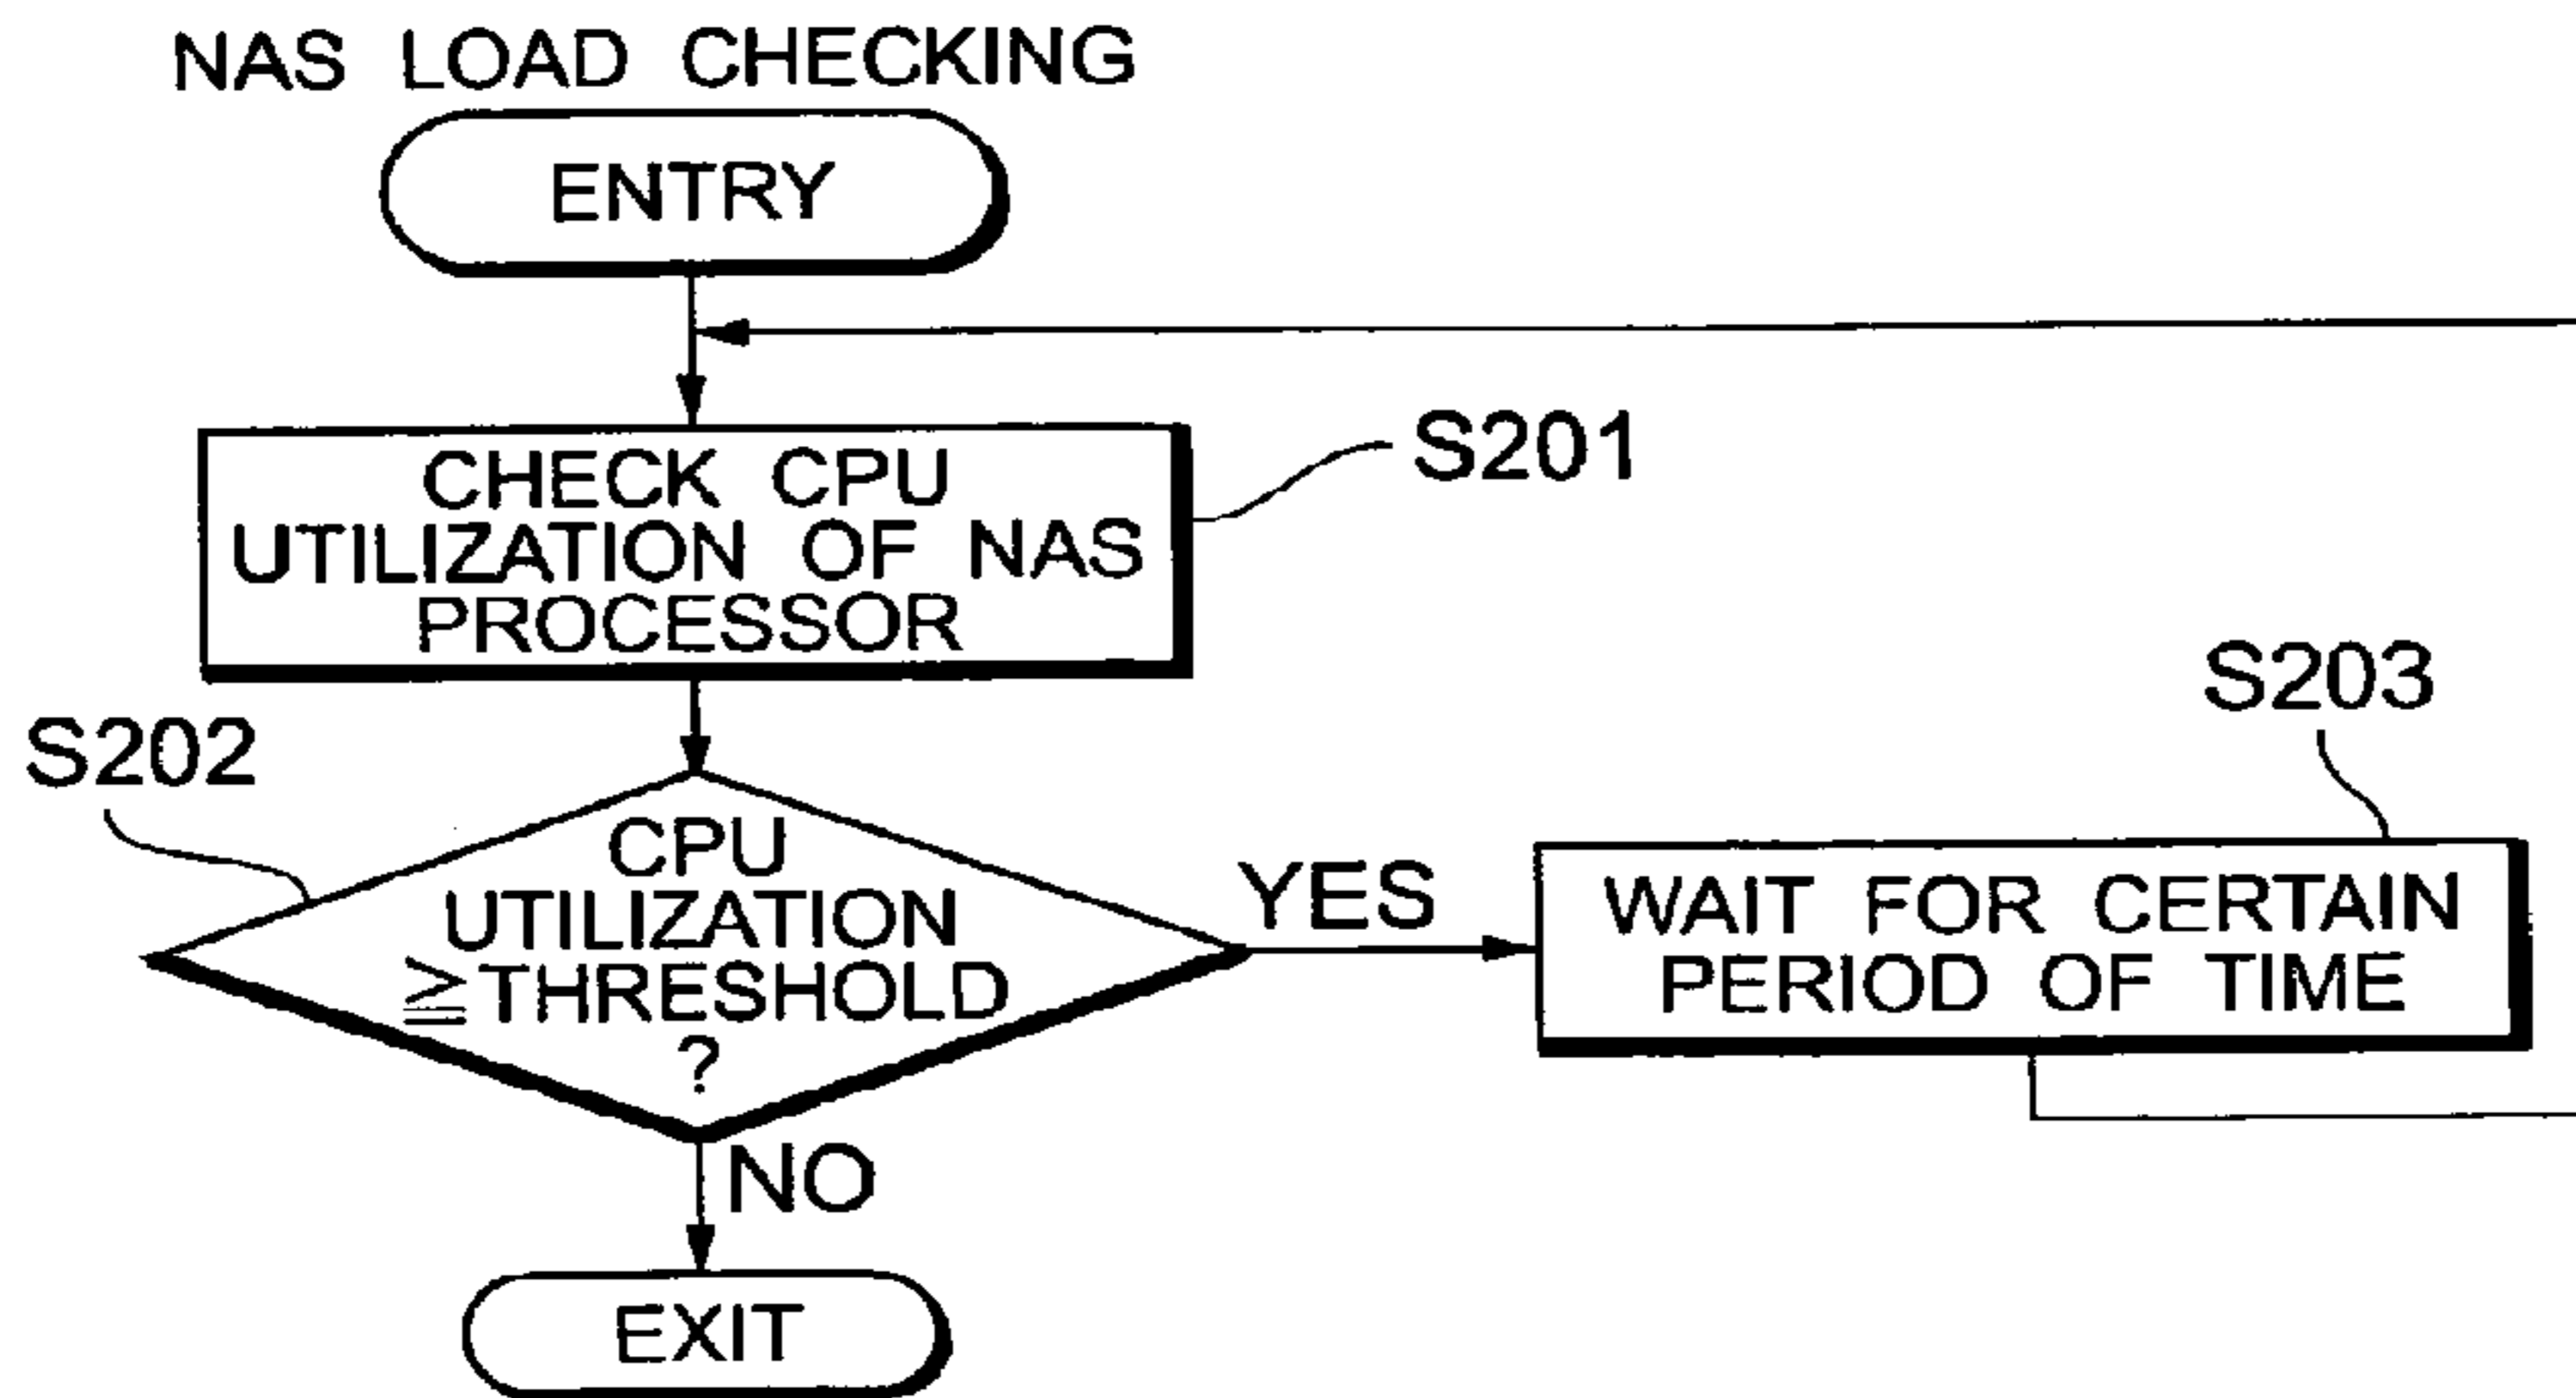 NAS LOAD CHECKING
ENTRY
CHECK CPU
UTILIZATION OF NAS
PROCESSOR
S201
S202
CPU
UTILIZATION
≧THRESHOLD
?
YES
S203
WAIT FOR CERTAIN
PERIOD OF TIME
NO
EXIT